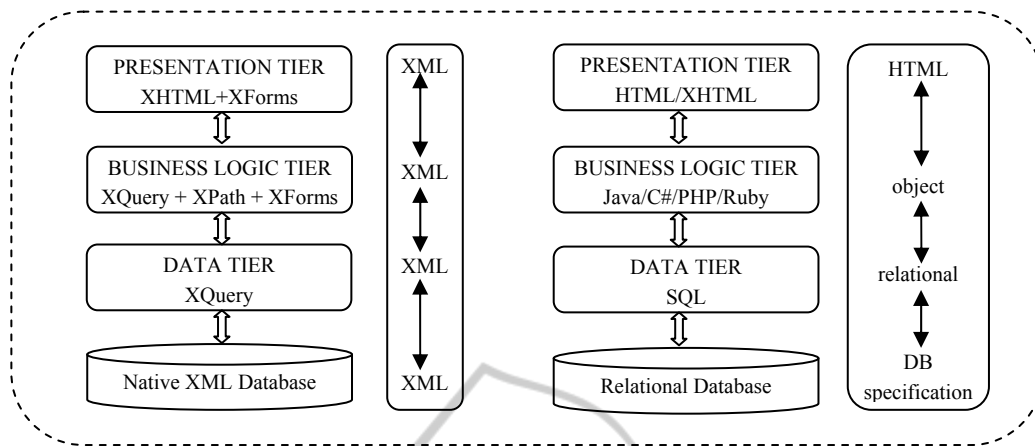 PRESENTATION TIER
XHTML+XForms
BUSINESS LOGIC TIER
XQuery + XPath + XForms
DATA TIER
XQuery
Native XML Database
XML
XML
XML
XML
PRESENTATION TIER
HTML/XHTML
BUSINESS LOGIC TIER
Java/C#/PHP/Ruby
DATA TIER
SQL
Relational Database
HTML
object
relational
DB
specification